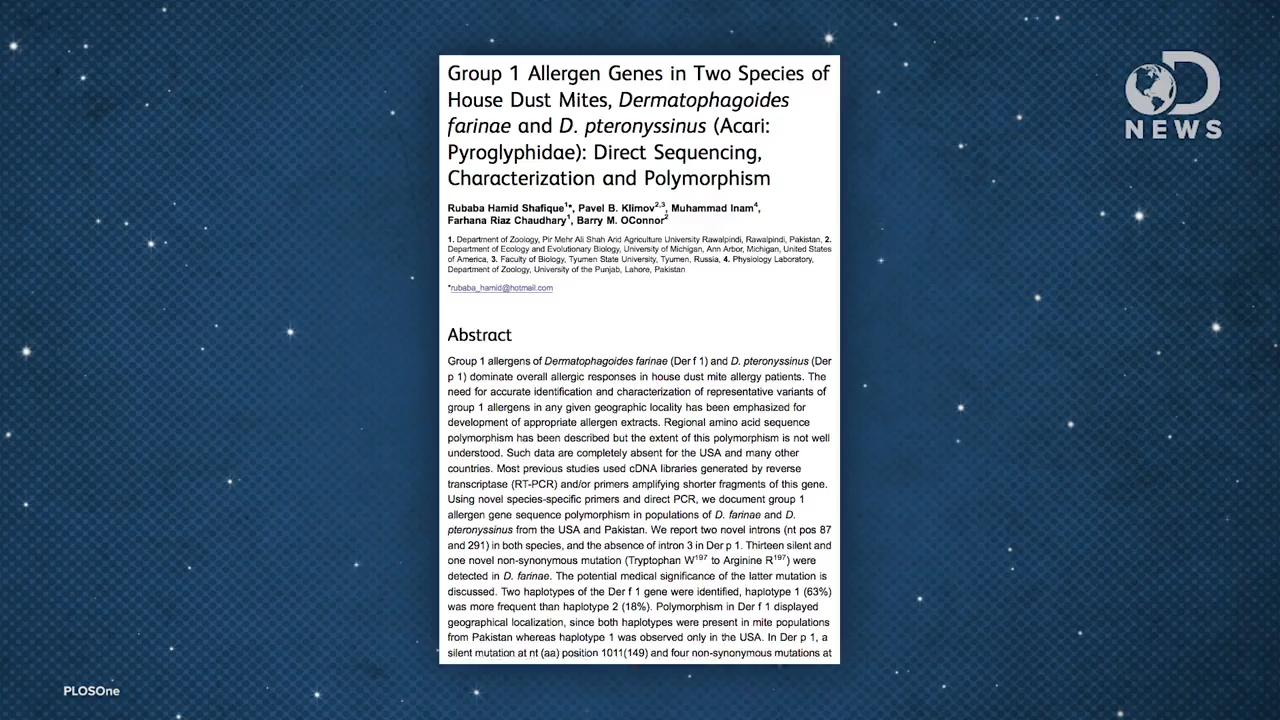 Group 1 Allergen Genes in Two Species of
House Dust Mites, Dermatophagoides
farinae and D. pteronyssinus (Acari:
Pyroglyphidae): Direct Sequencing,
Characterization and Polymorphism
Rubaba Hamid Shafique1*, Pavel B. Klimov2,3, Muhammad Inam4,
Farhana Riaz Chaudhary1, Barry M. OConnor2
1. Department of Zoology, Pir Mehr Ali Shah Arid Agriculture University Rawalpindi, Rawalpindi, Pakistan, 2.
Department of Ecology and Evolutionary Biology, University of Michigan, Ann Arbor, Michigan, United States
of America, 3. Faculty of Biology, Tyumen State University, Tyumen, Russia, 4. Physiology Laboratory,
Department of Zoology, University of the Punjab, Lahore, Pakistan
*rubaba_hamid@hotmail.com
Abstract
Group 1 allergens of Dermatophagoides farinae (Der f 1) and D. pteronyssinus (Der
p 1) dominate overall allergic responses in house dust mite allergy patients. The
need for accurate identification and characterization of representative variants of
group 1 allergens in any given geographic locality has been emphasized for
development of appropriate allergen extracts. Regional amino acid sequence
polymorphism has been described but the extent of this polymorphism is not well
understood. Such data are completely absent for the USA and many other
countries. Most previous studies used cDNA libraries generated by reverse
transcriptase (RT-PCR) and/or primers amplifying shorter fragments of this gene.
Using novel species-specific primers and direct PCR, we document group 1
allergen gene sequence polymorphism in populations of D. farinae and D.
pteronyssinus from the USA and Pakistan. We report two novel introns (nt pos 87
and 291) in both species, and the absence of intron 3 in Der p 1. Thirteen silent and
one novel non-synonymous mutation (Tryptophan W197 to Arginine R197) were
detected in D. farinae. The potential medical significance of the latter mutation is
discussed. Two haplotypes of the Der f 1 gene were identified, haplotype 1 (63%)
was more frequent than haplotype 2 (18%). Polymorphism in Der f 1 displayed
geographical localization, since both haplotypes were present in mite populations
from Pakistan whereas haplotype 1 was observed only in the USA. In Der p 1, a
silent mutation at nt (aa) position 1011(149) and four non-synonymous mutations at
D
NEWS
PLOSOne